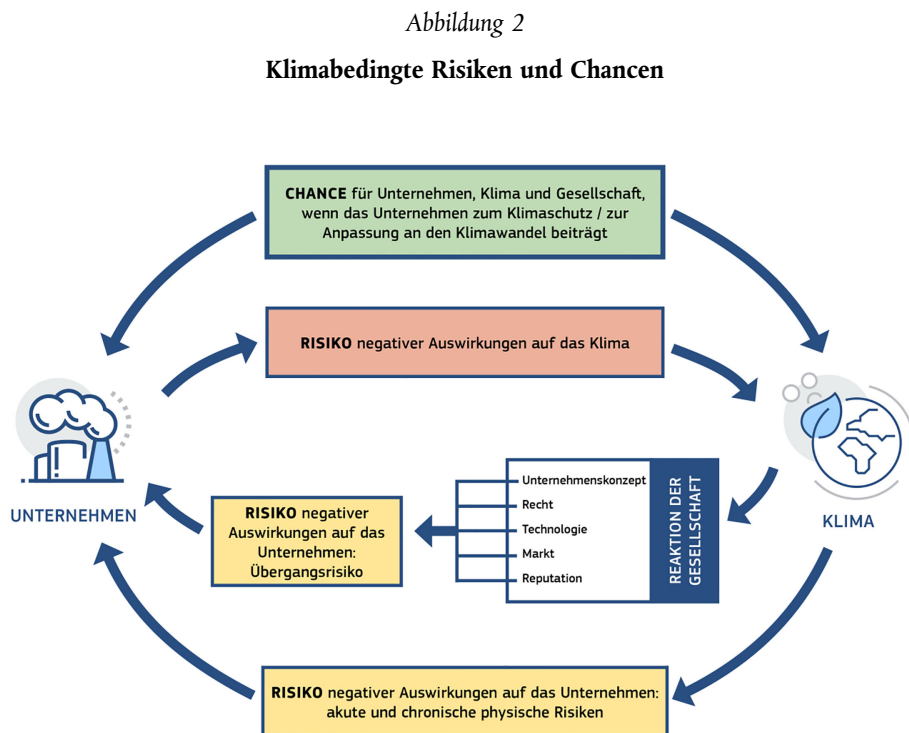 Abbildung 2
Klimabedingte Risiken und Chancen
CHANCE für Unternehmen, Klima und Gesellschaft,
wenn das Unternehmen zum Klimaschutz / zur
Anpassung an den Klimawandel beiträgt
RISIKO negativer Auswirkungen auf das Klima
UNTERNEHMEN
KLIMA
RISIKO negativer
Auswirkungen auf das
Unternehmen:
Übergangsrisiko
Unternehmenskonzept
Recht
Technologie
Markt
Reputation
REAKTION DER
GESELLSCHAFT
RISIKO negativer Auswirkungen auf das Unternehmen:
akute und chronische physische Risiken